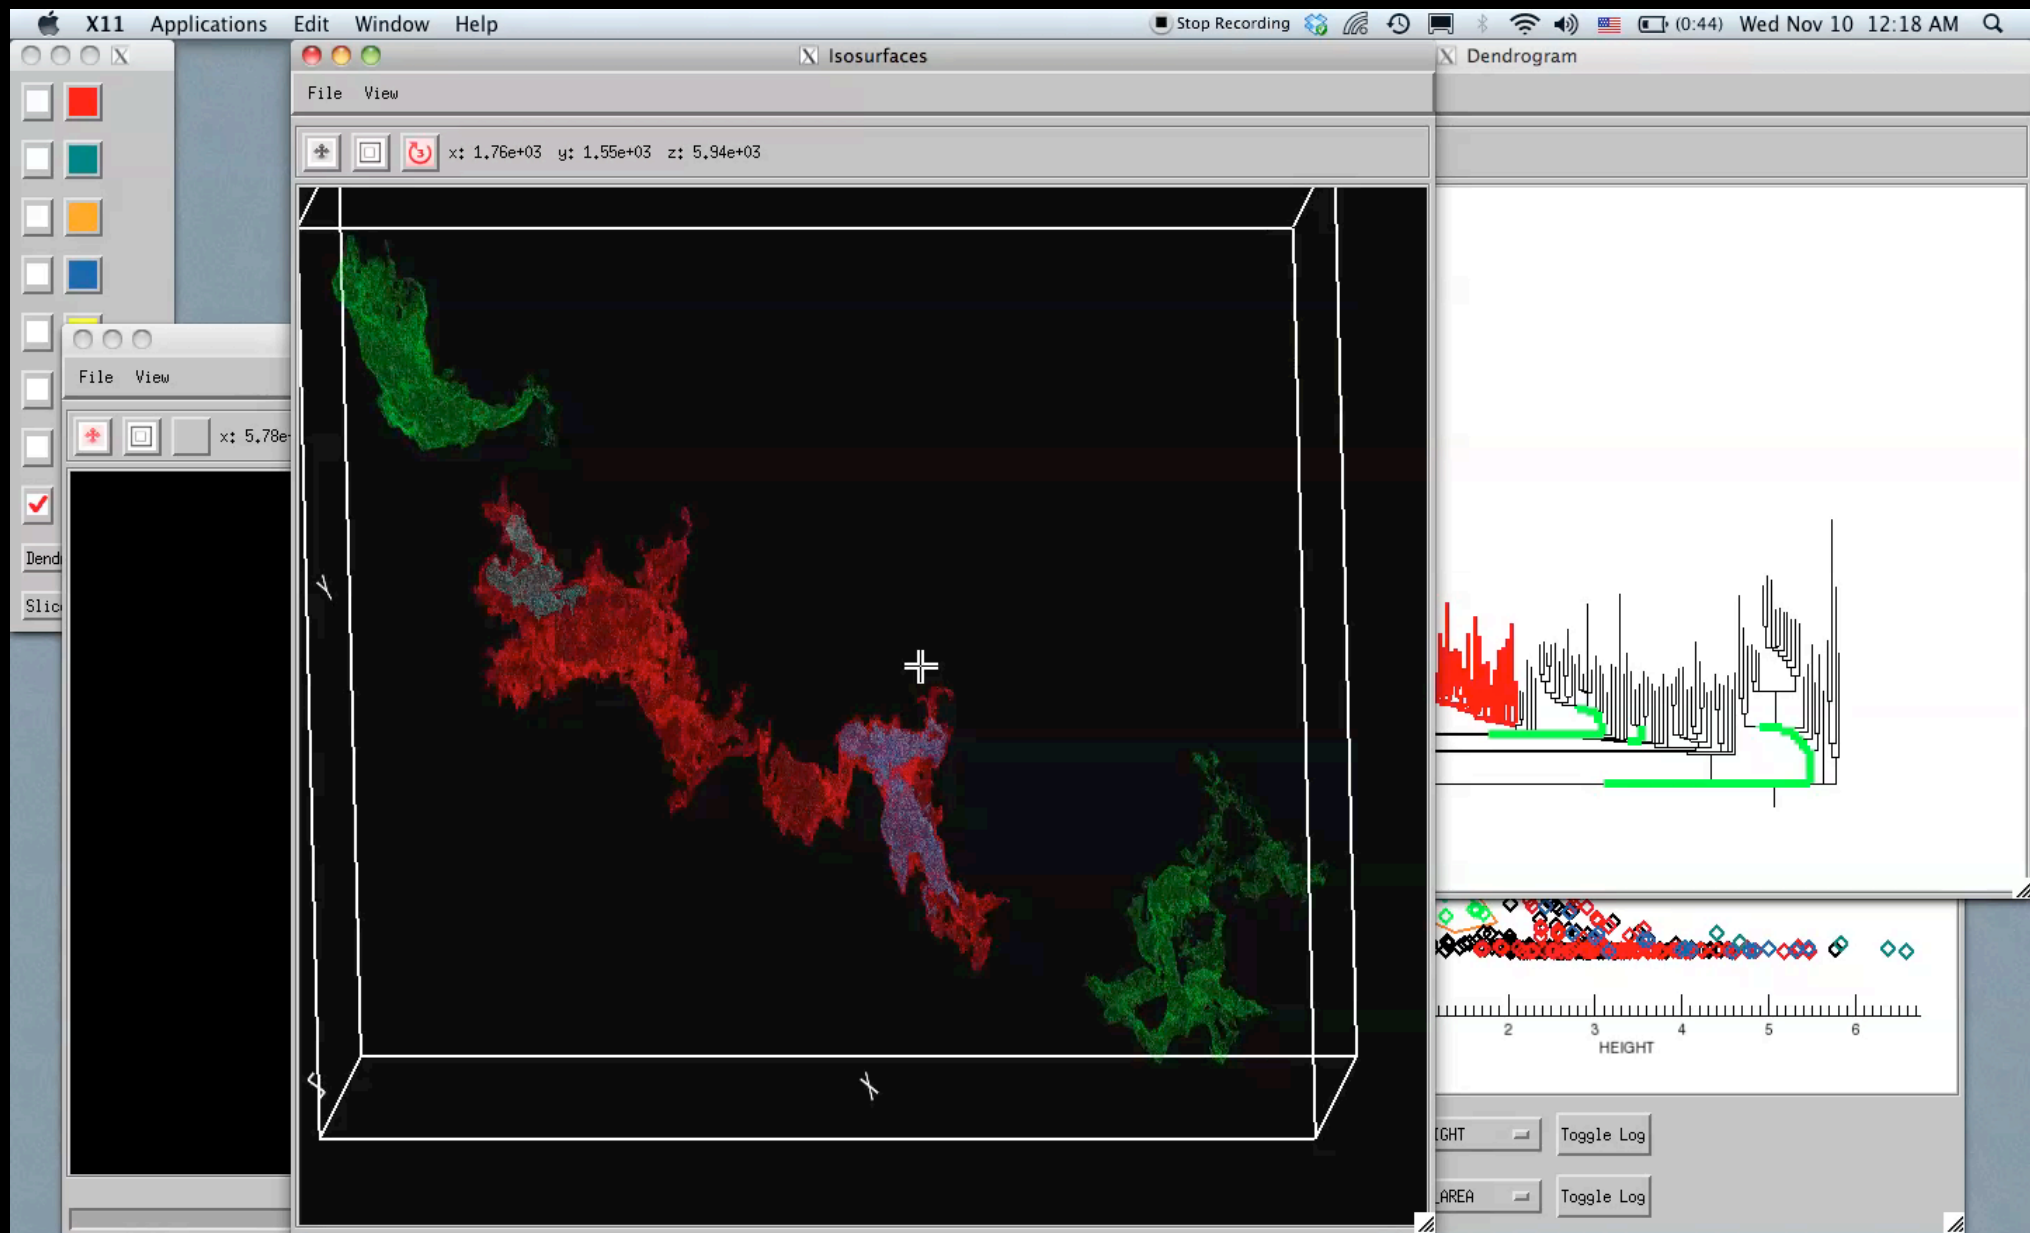 X11 Applications Edit Window Help
Stop Recording (0:44) Wed Nov 10 12:18 AM
X Isosurfaces
X Dendrogram
File View
3 x: 1.76e+03 y: 1.55e+03 z: 5.94e+03
File View
x: 5.78e-
Dend
Slic
Y
X
2 3 4 5 6
HEIGHT
IGHT Toggle Log
_AREA Toggle Log